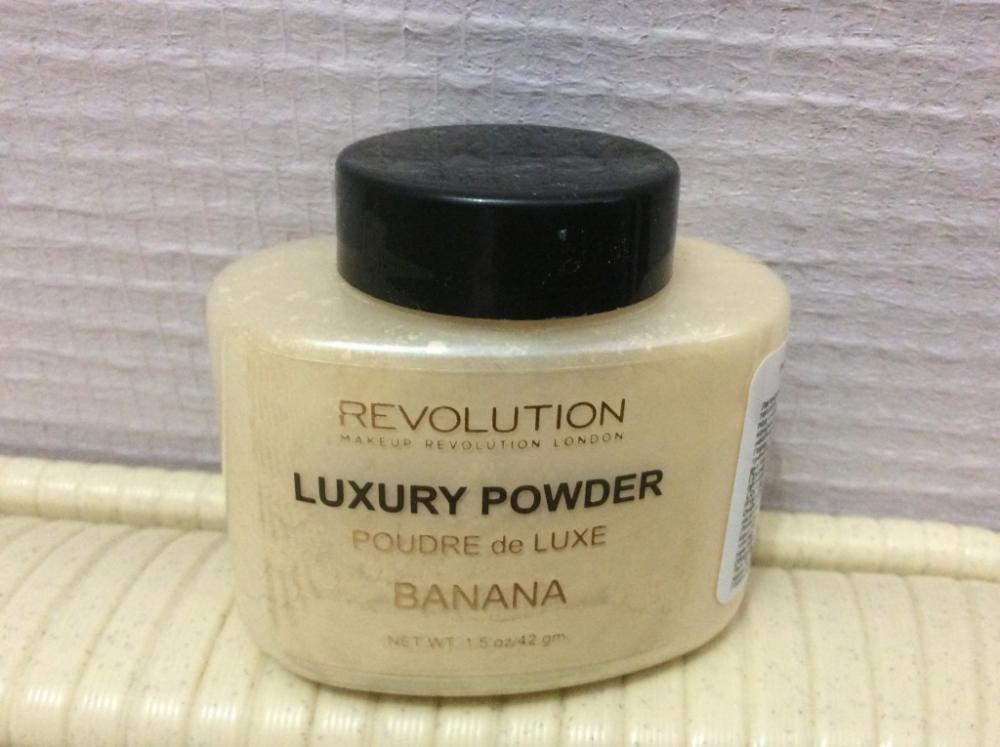 REVOLUTION
MAKEUP REVOLUTION LONDON
LUXURY POWDER
POUDRE de LUXE
BANANA
NET WT. 1.5 oz/42 gm.